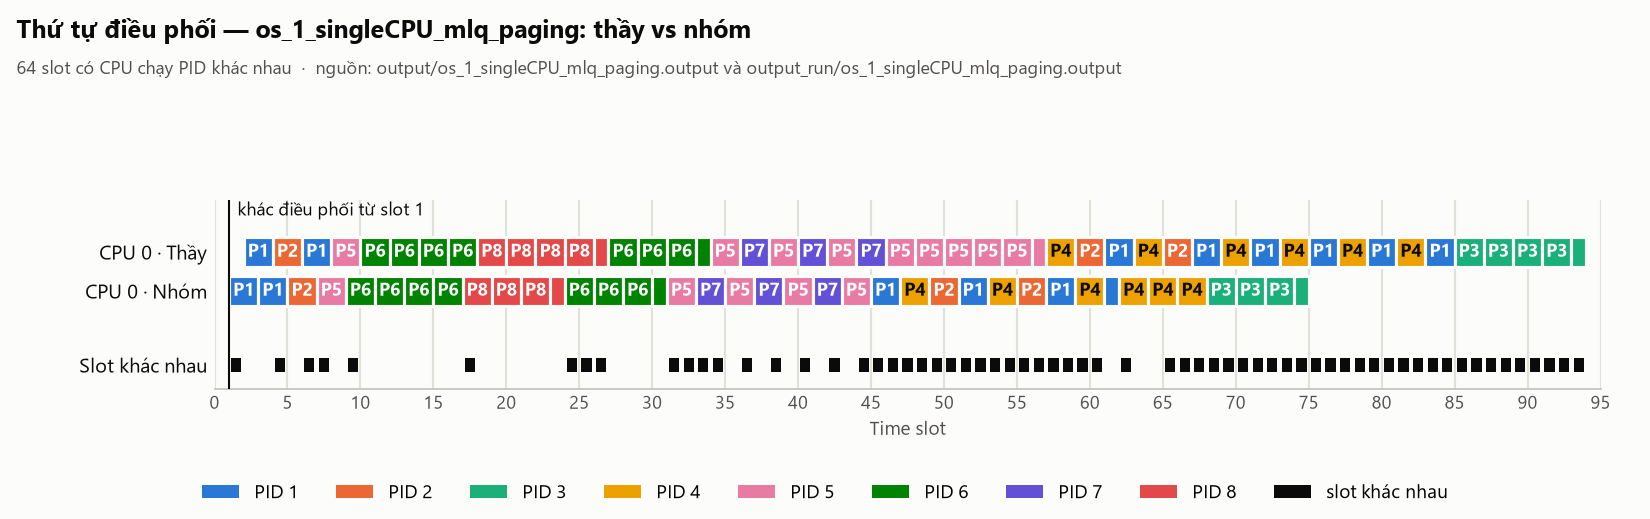 Thứ tự điều phối — os_1_singleCPU_mlq_paging: thầy vs nhóm
64 slot có CPU chạy PID khác nhau · nguồn: output/os_1_singleCPU_mlq_paging.output và output_run/os_1_singleCPU_mlq_paging.output
khác điều phối từ slot 1
CPU 0 · Thầy P1 P2 P1 P5 P6 P6 P6 P6 P8 P8 P8 P8 P6 P6 P6 P5 P7 P5 P7 P5 P7 P5 P5 P5 P5 P5 P4 P2 P1 P4 P2 P1 P4 P1 P4 P1 P4 P1 P4 P1 P3 P3 P3 P3
CPU 0 · Nhóm P1 P1 P2 P5 P6 P6 P6 P6 P8 P8 P8 P6 P6 P6 P5 P7 P5 P7 P5 P7 P5 P1 P4 P2 P1 P4 P2 P1 P4 P4 P4 P4 P3 P3 P3
Slot khác nhau
0 5 10 15 20 25 30 35 40 45 50 55 60 65 70 75 80 85 90 95
Time slot
PID 1 PID 2 PID 3 PID 4 PID 5 PID 6 PID 7 PID 8 slot khác nhau